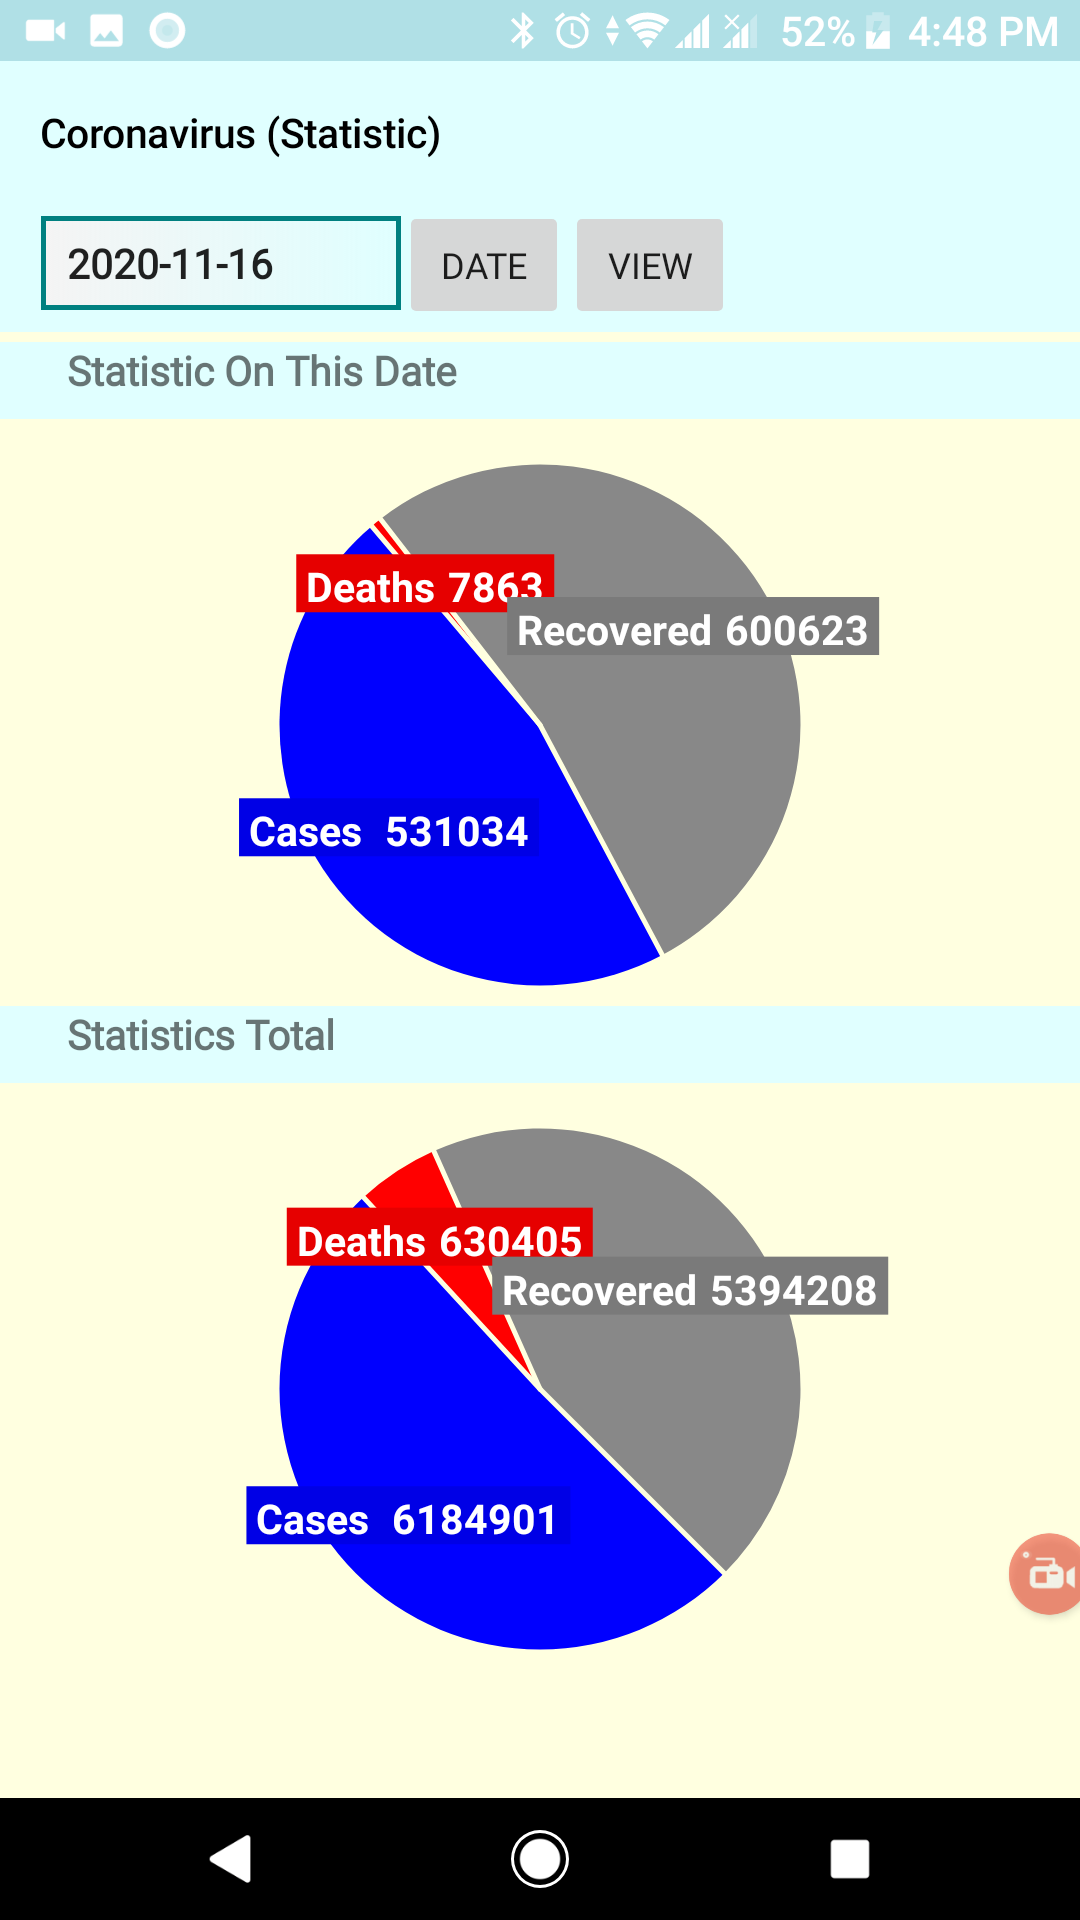 52% 4:48 PM
Coronavirus (Statistic)
2020-11-16 DATE VIEW
Statistic On This Date
Deaths 7863
Recovered 600623
Cases 531034
Statistics Total
Deaths 630405
Recovered 5394208
Cases 6184901